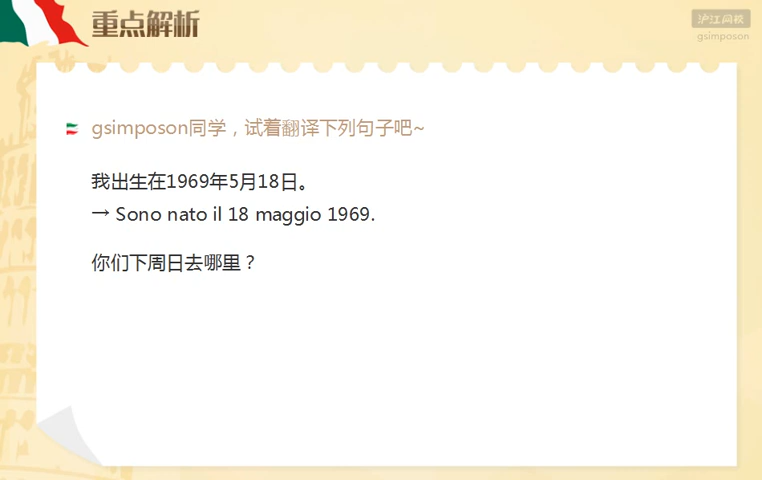 重点解析
沪江网校
gsimposon
gsimposon同学，试着翻译下列句子吧~
我出生在1969年5月18日。
→ Sono nato il 18 maggio 1969.
你们下周日去哪里？